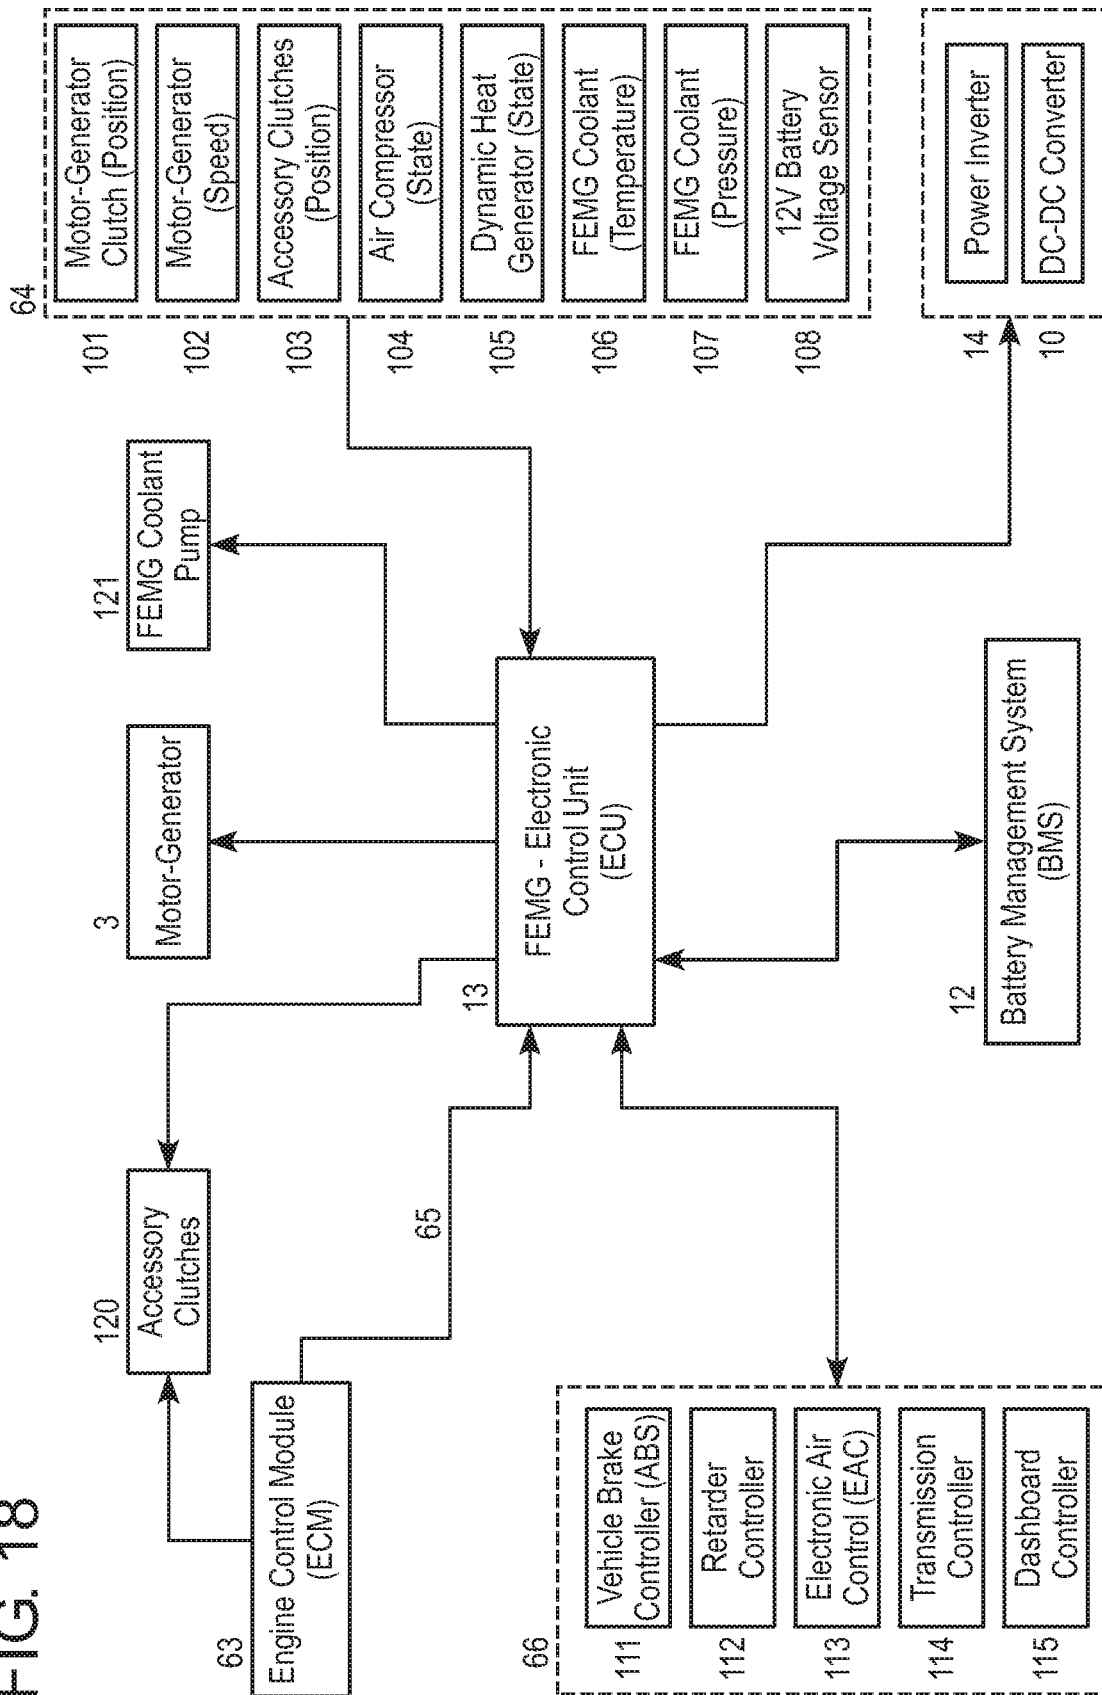 FIG. 18
63
Engine Control Module
(ECM)
120
Accessory
Clutches
3
Motor-Generator
121
FEMG Coolant
Pump
64
101
Motor-Generator
Clutch (Position)
102
Motor-Generator
(Speed)
103
Accessory Clutches
(Position)
104
Air Compressor
(State)
105
Dynamic Heat
Generator (State)
106
FEMG Coolant
(Temperature)
107
FEMG Coolant
(Pressure)
108
12V Battery
Voltage Sensor
65
13
FEMG - Electronic
Control Unit
(ECU)
66
111
Vehicle Brake
Controller (ABS)
112
Retarder
Controller
113
Electronic Air
Control (EAC)
114
Transmission
Controller
115
Dashboard
Controller
12
Battery Management System
(BMS)
14
Power Inverter
10
DC-DC Converter